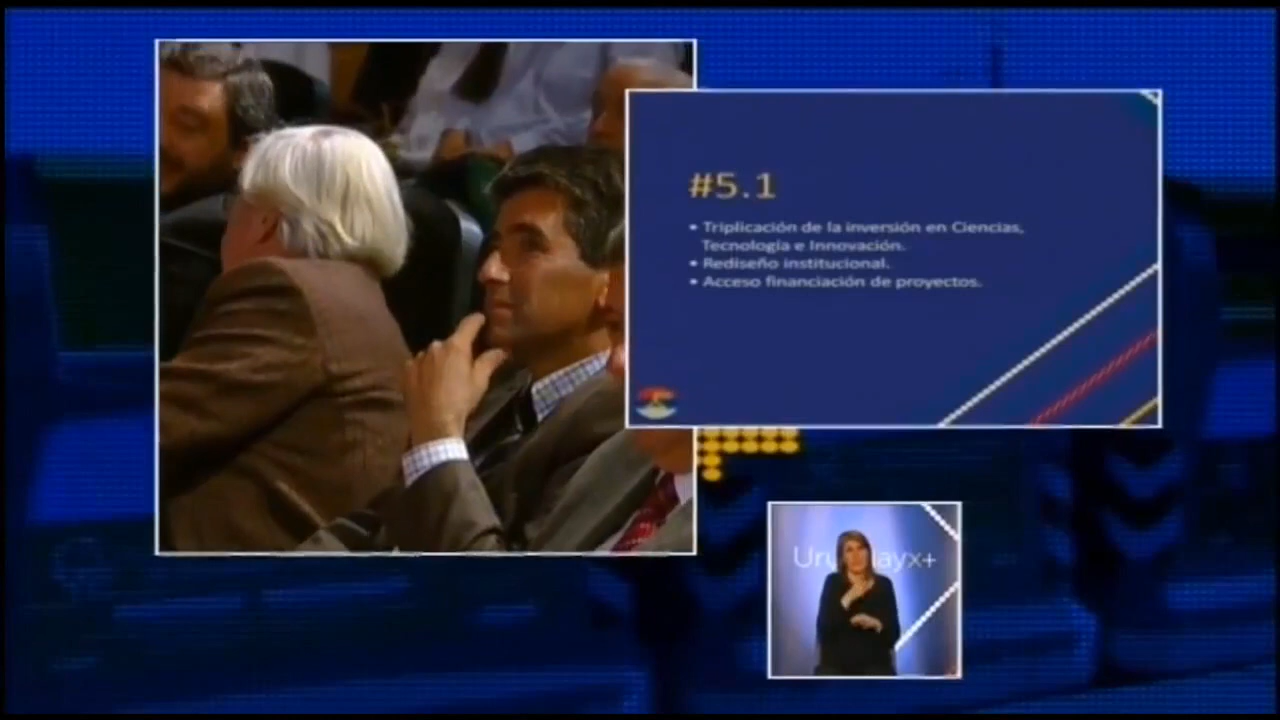 #5.1
• Triplicación de la inversión en Ciencias,
Tecnología e Innovación.
• Rediseño institucional.
• Acceso financiación de proyectos.